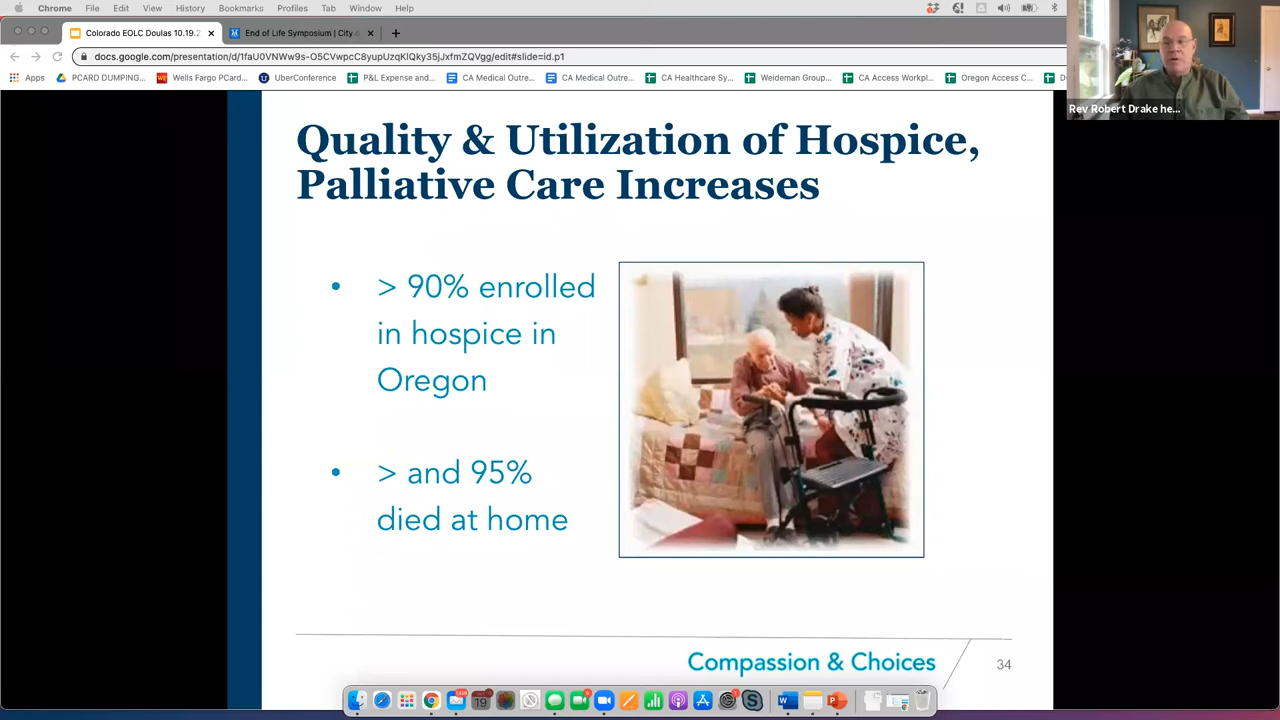 Chrome File Edit View History Bookmarks Profiles Tab Window Help
Colorado EOLC Doulas 10.19.2
End of Life Symposium | City
docs.google.com/presentation/d/1faU0VNWw9s-O5CVwpcC8yupUzqKlQky35jJxfmZQVgg/edit#slide=id.p1
Apps PCARD DUMPING... Wells Fargo PCard... UberConference P&L Expense and... CA Medical Outre... CA Medical Outre... CA Healthcare Sy... Weideman Group... CA Access Workpl... Oregon Access C...
Rev Robert Drake he...
Quality & Utilization of Hospice,
Palliative Care Increases
• > 90% enrolled
in hospice in
Oregon
• > and 95%
died at home
Compassion & Choices
34
19